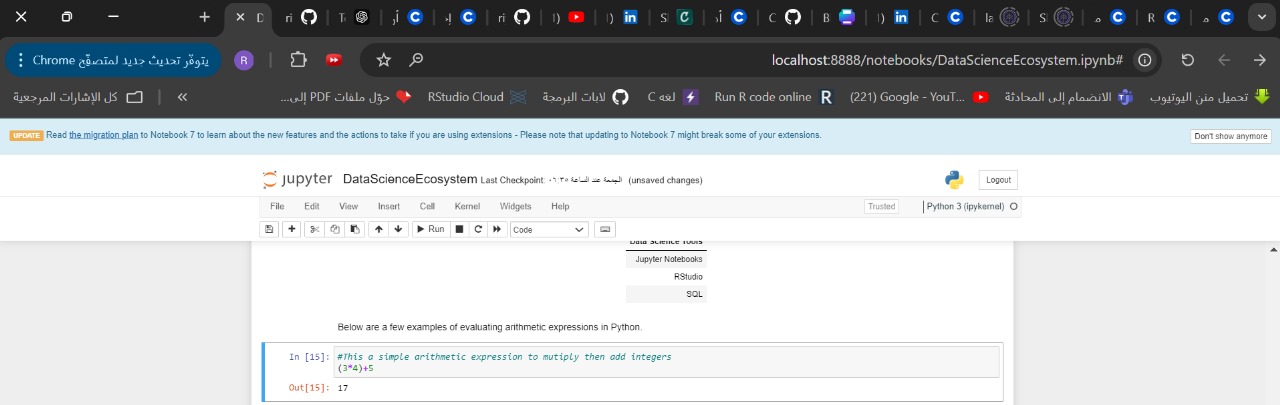 يتوفّر تحديث جديد لمتصفّح Chrome
R
localhost:8888/notebooks/DataScienceEcosystem.ipynb#
تحميل منن اليوتيوب
الانضمام إلى المحادثة
(221) Google - YouT...
Run R code online
لغه C
لابات البرمجة
RStudio Cloud
حوّل ملفات PDF إلى...
»
كل الإشارات المرجعية
UPDATE Read the migration plan to Notebook 7 to learn about the new features and the actions to take if you are using extensions - Please note that updating to Notebook 7 might break some of your extensions.
Don't show anymore
jupyter DataScienceEcosystem Last Checkpoint: الجمعة عند الساعة ٠٦:٣٥ (unsaved changes)
Logout
File Edit View Insert Cell Kernel Widgets Help
Trusted
Python 3 (ipykernel)
Run
Code
Data Science Tools
Jupyter Notebooks
RStudio
SQL
Below are a few examples of evaluating arithmetic expressions in Python.
In [15]: #This a simple arithmetic expression to mutiply then add integers
(3*4)+5
Out[15]: 17